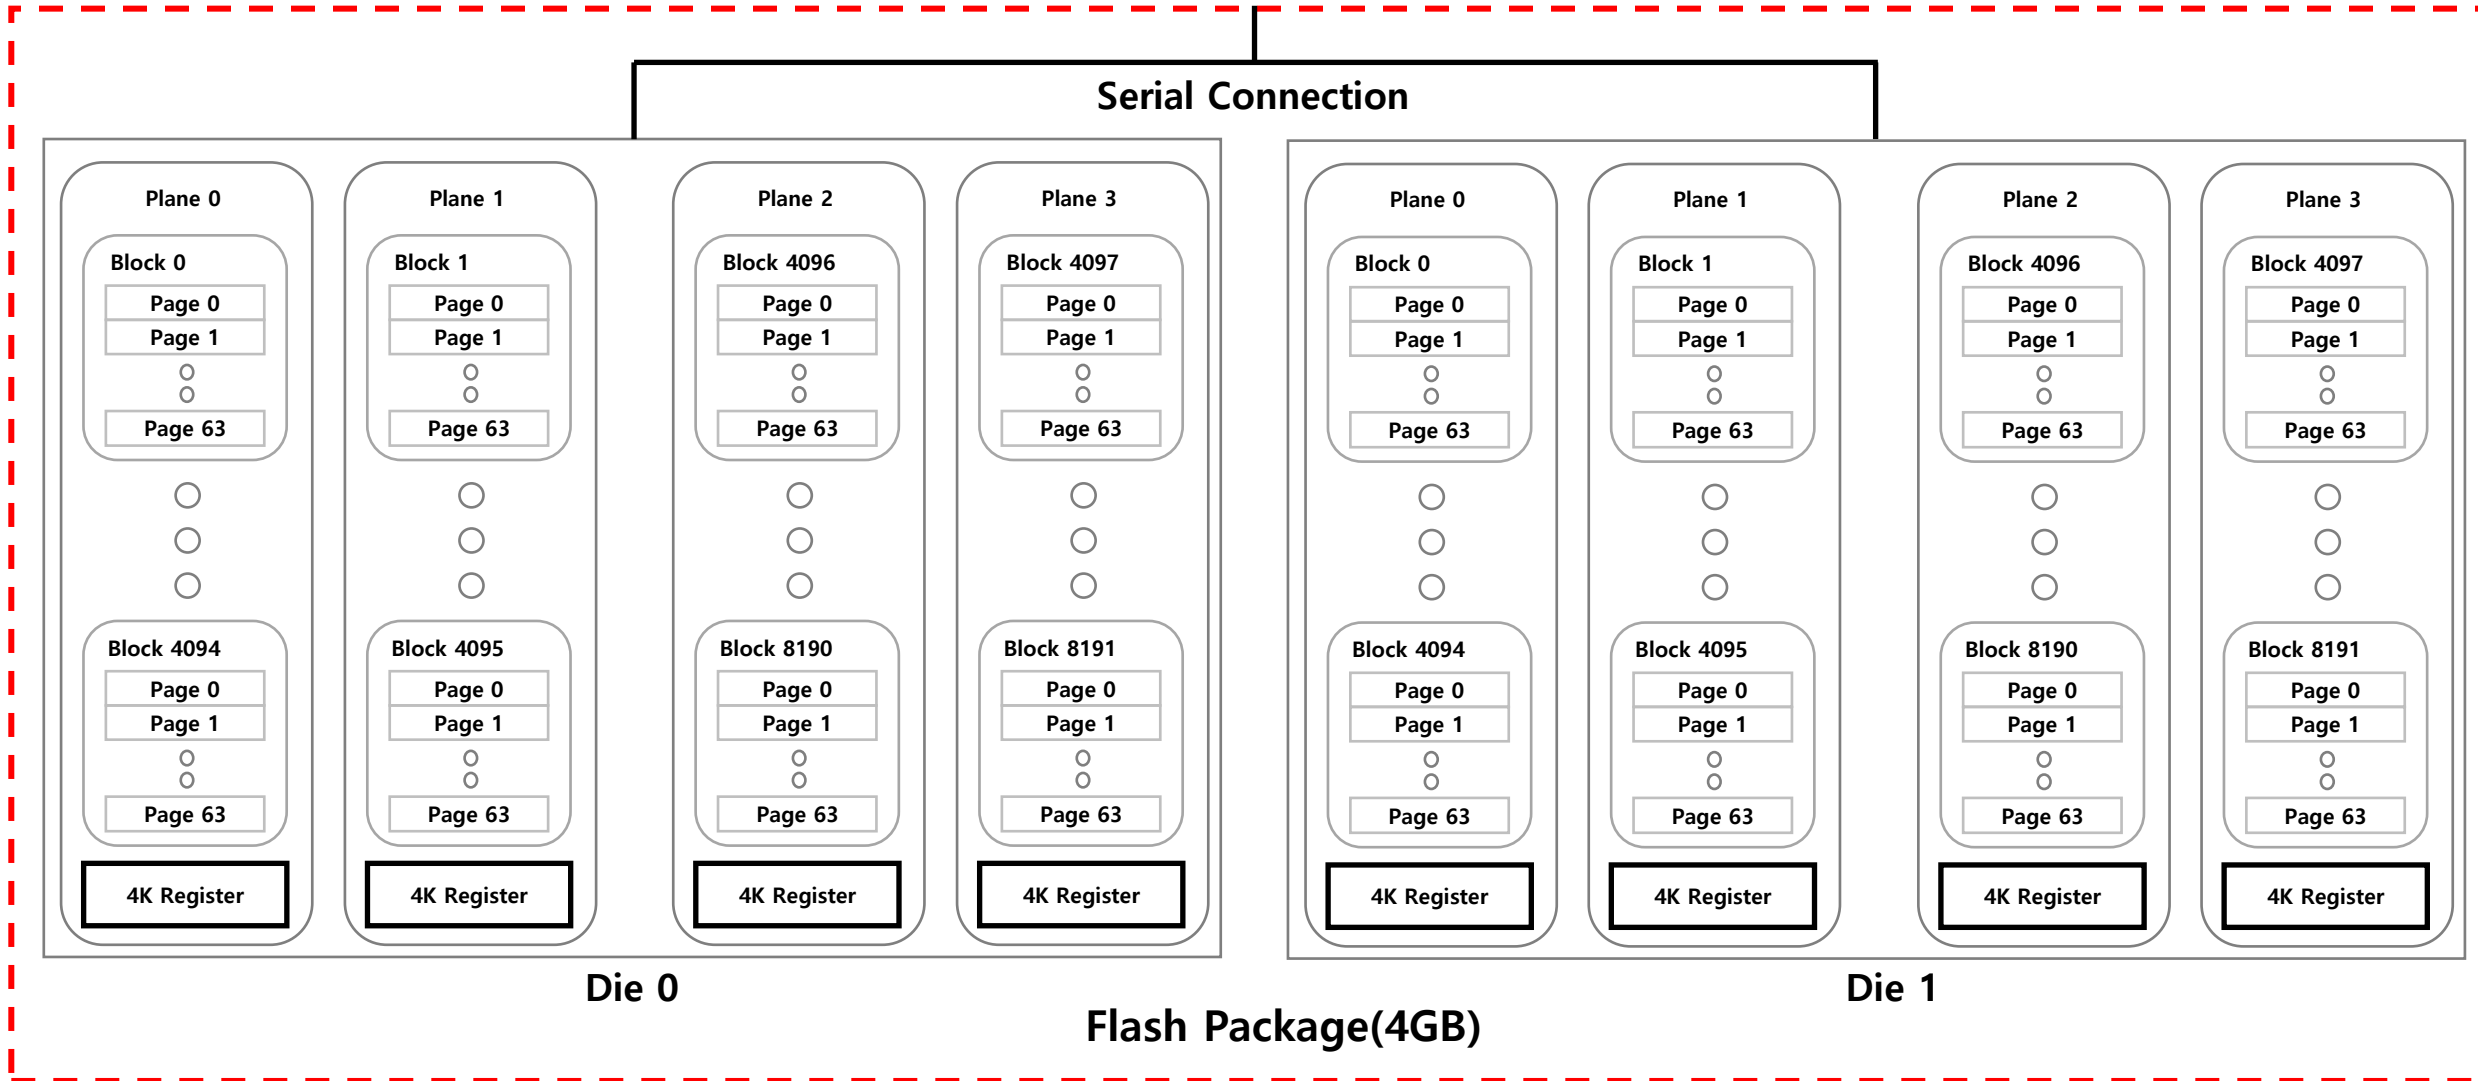 Serial Connection
Plane 0
Block 0
Page 0
Page 1
Page 63
Block 4094
Page 0
Page 1
Page 63
4K Register
Plane 1
Block 1
Page 0
Page 1
Page 63
Block 4095
Page 0
Page 1
Page 63
4K Register
Plane 2
Block 4096
Page 0
Page 1
Page 63
Block 8190
Page 0
Page 1
Page 63
4K Register
Plane 3
Block 4097
Page 0
Page 1
Page 63
Block 8191
Page 0
Page 1
Page 63
4K Register
Die 0
Plane 0
Block 0
Page 0
Page 1
Page 63
Block 4094
Page 0
Page 1
Page 63
4K Register
Plane 1
Block 1
Page 0
Page 1
Page 63
Block 4095
Page 0
Page 1
Page 63
4K Register
Plane 2
Block 4096
Page 0
Page 1
Page 63
Block 8190
Page 0
Page 1
Page 63
4K Register
Plane 3
Block 4097
Page 0
Page 1
Page 63
Block 8191
Page 0
Page 1
Page 63
4K Register
Die 1
Flash Package(4GB)